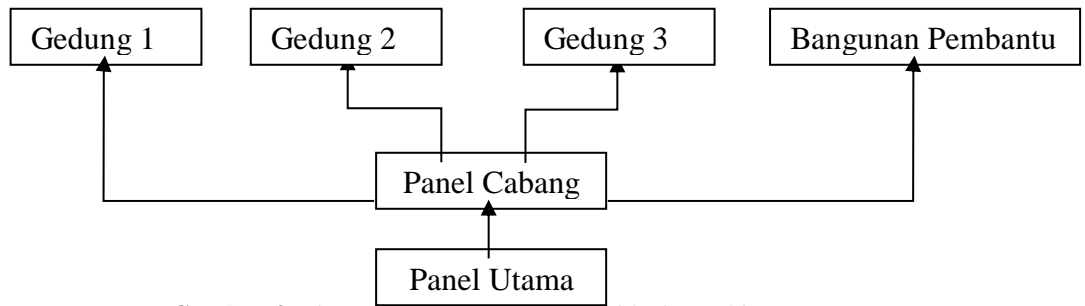 Gedung 1
Gedung 2
Gedung 3
Bangunan Pembantu
Panel Cabang
Panel Utama